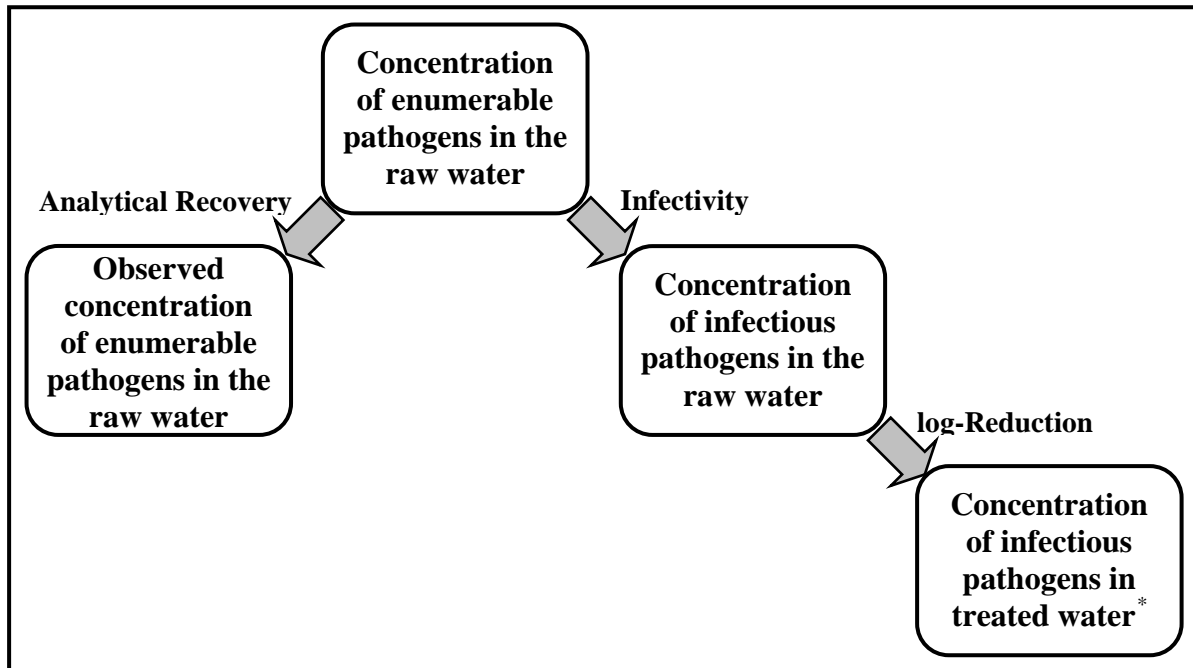 Concentration
of enumerable
pathogens in the
raw water
Analytical Recovery
Infectivity
Observed
concentration
of enumerable
pathogens in the
raw water
Concentration
of infectious
pathogens in the
raw water
log-Reduction
Concentration
of infectious
pathogens in
treated water*